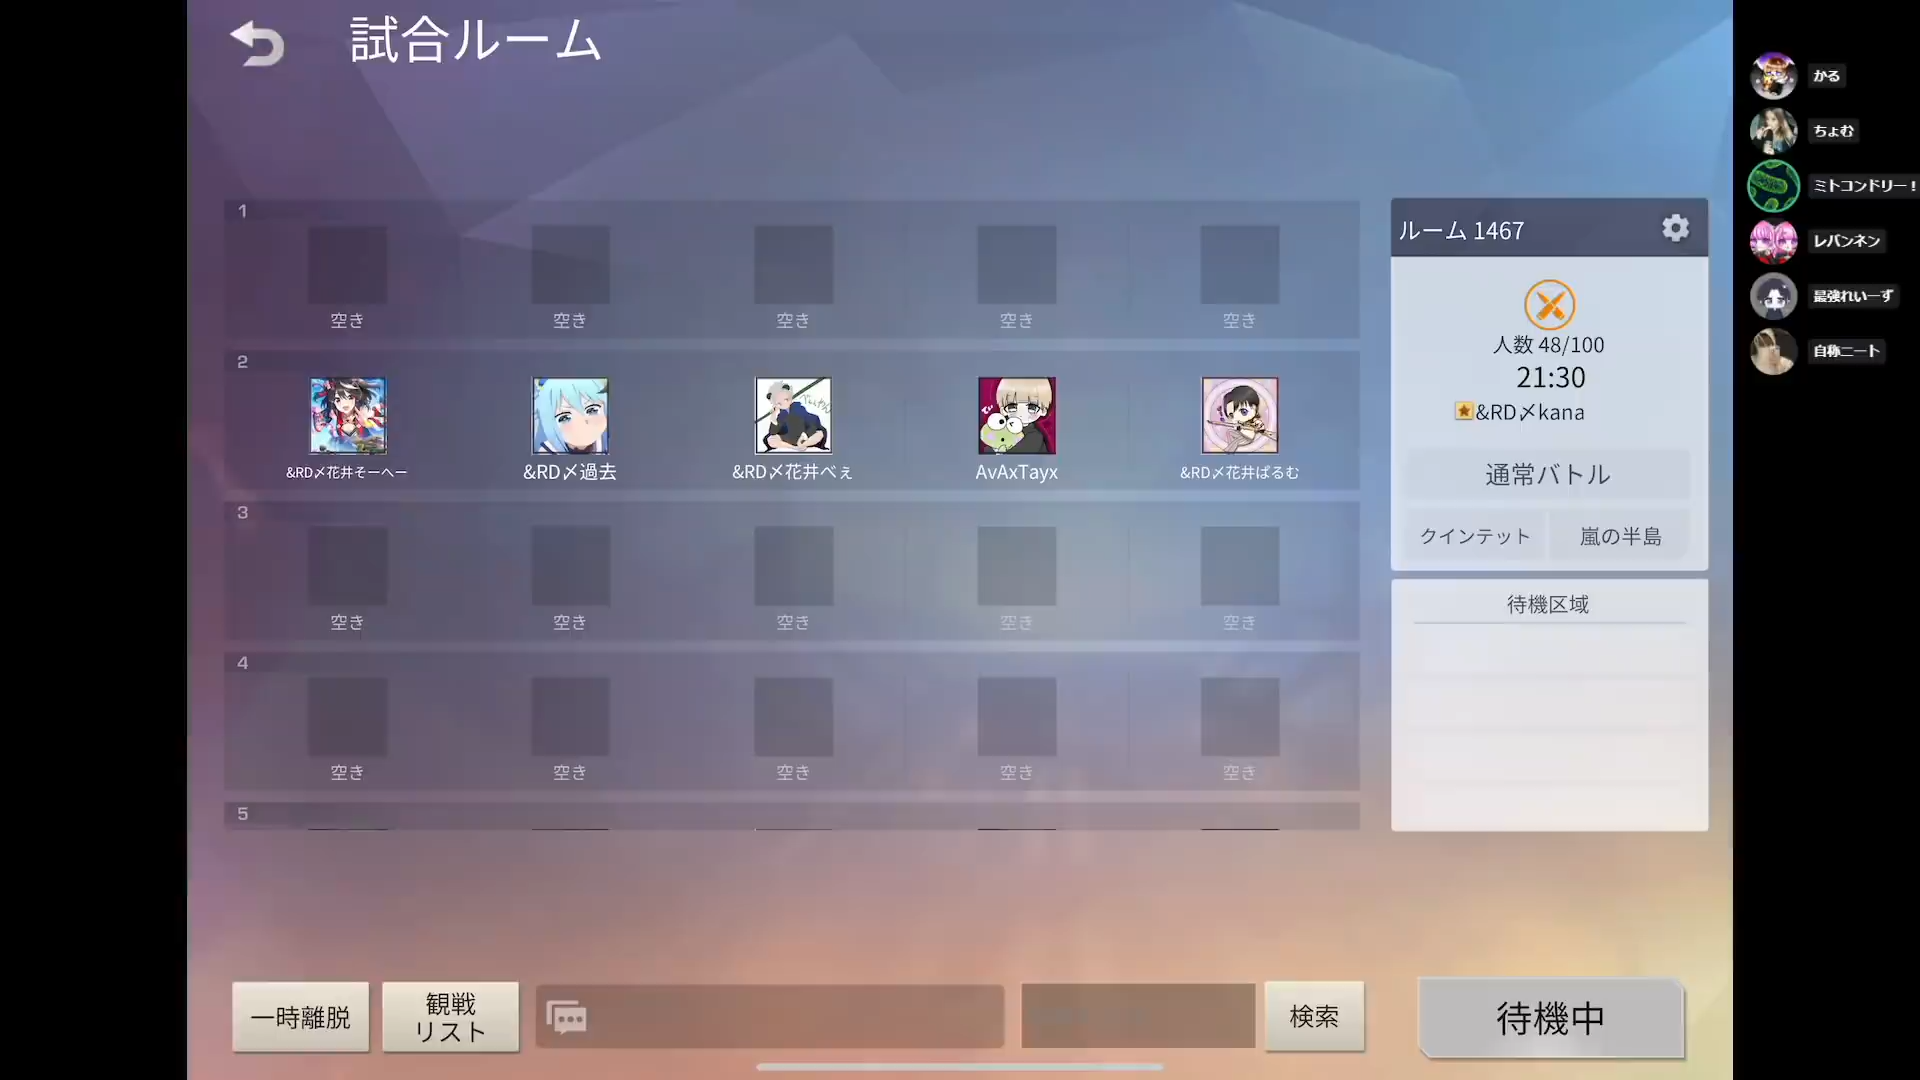 試合ルーム
1
空き 空き 空き 空き 空き
2
&RD〆花井そーへー &RD〆過去 &RD〆花井べぇ AvAxTayx &RD〆花井ぱるむ
3
空き 空き 空き 空き 空き
4
空き 空き 空き 空き 空き
5
ルーム 1467
人数 48/100
21:30
&RD〆kana
通常バトル
クインテット 嵐の半島
待機区域
一時離脱
観戦
リスト
検索
待機中
かる
ちょむ
ミトコンドリー!
レバンネン
最強れいーず
自称ニート